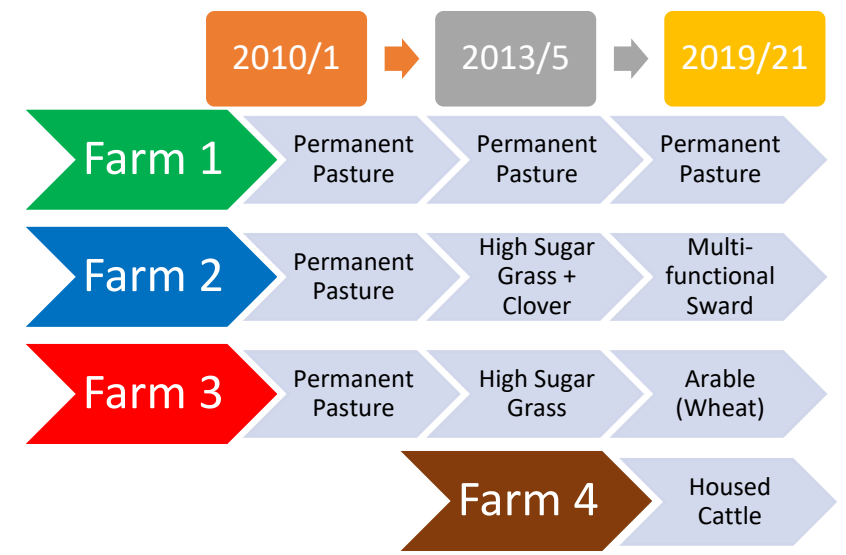 2010/1
2013/5
2019/21
Farm 1
Permanent
Pasture
Permanent
Pasture
Permanent
Pasture
Farm 2
Permanent
Pasture
High Sugar
Grass +
Clover
Multi-
functional
Sward
Farm 3
Permanent
Pasture
High Sugar
Grass
Arable
(Wheat)
Farm 4
Housed
Cattle